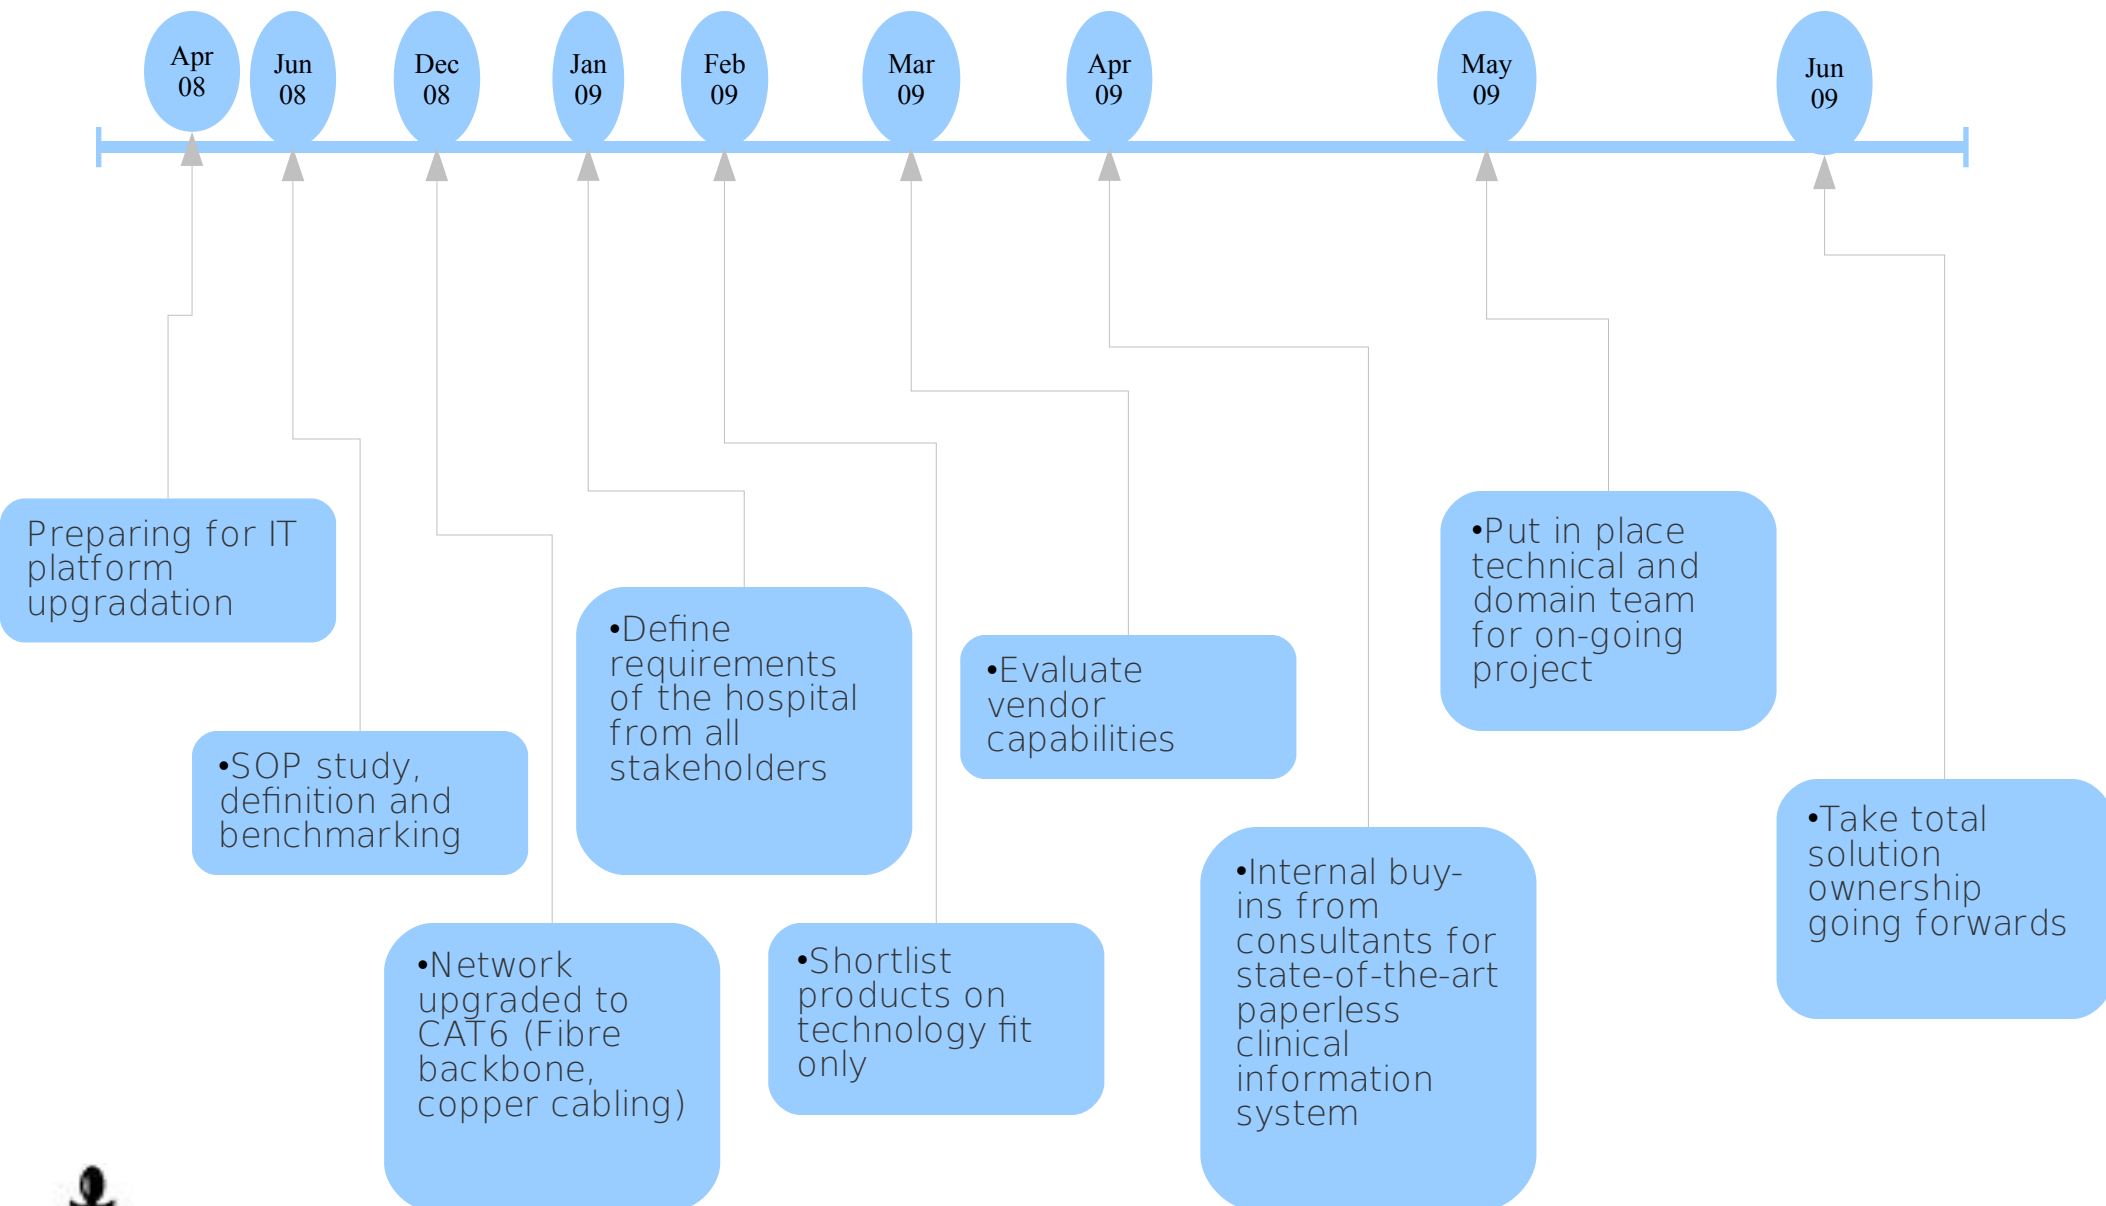 Apr
08
Jun
08
Dec
08
Jan
09
Feb
09
Mar
09
Apr
09
May
09
Jun
09
Preparing for IT
platform
upgradation
•SOP study,
definition and
benchmarking
•Network
upgraded to
CAT6 (Fibre
backbone,
copper cabling)
•Define
requirements
of the hospital
from all
stakeholders
•Shortlist
products on
technology fit
only
•Evaluate
vendor
capabilities
•Internal buy-
ins from
consultants for
state-of-the-art
paperless
clinical
information
system
•Put in place
technical and
domain team
for on-going
project
•Take total
solution
ownership
going forwards